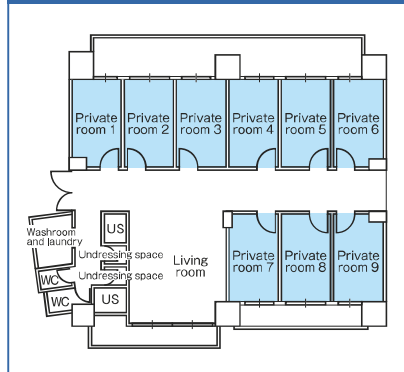 Private
room 1
Private
room 2
Private
room 3
Private
room 4
Private
room 5
Private
room 6
US
Washroom
and laundry
Undressing space
Undressing space
WC
WC
US
Living
room
Private
room 7
Private
room 8
Private
room 9